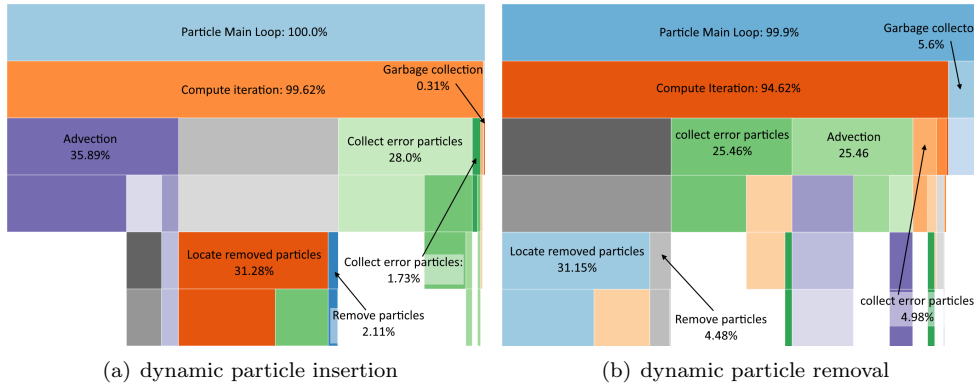 Particle Main Loop: 100.0%
Garbage collection
0.31%
Compute iteration: 99.62%
Advection
35.89%
Collect error particles
28.0%
Locate removed particles
31.28%
Collect error particles:
1.73%
Remove particles
2.11%
(a) dynamic particle insertion
Particle Main Loop: 99.9%
Garbage collecto
5.6%
Compute Iteration: 94.62%
collect error particles
25.46%
Advection
25.46
Locate removed particles
31.15%
Remove particles
4.48%
collect error particles
4.98%
(b) dynamic particle removal